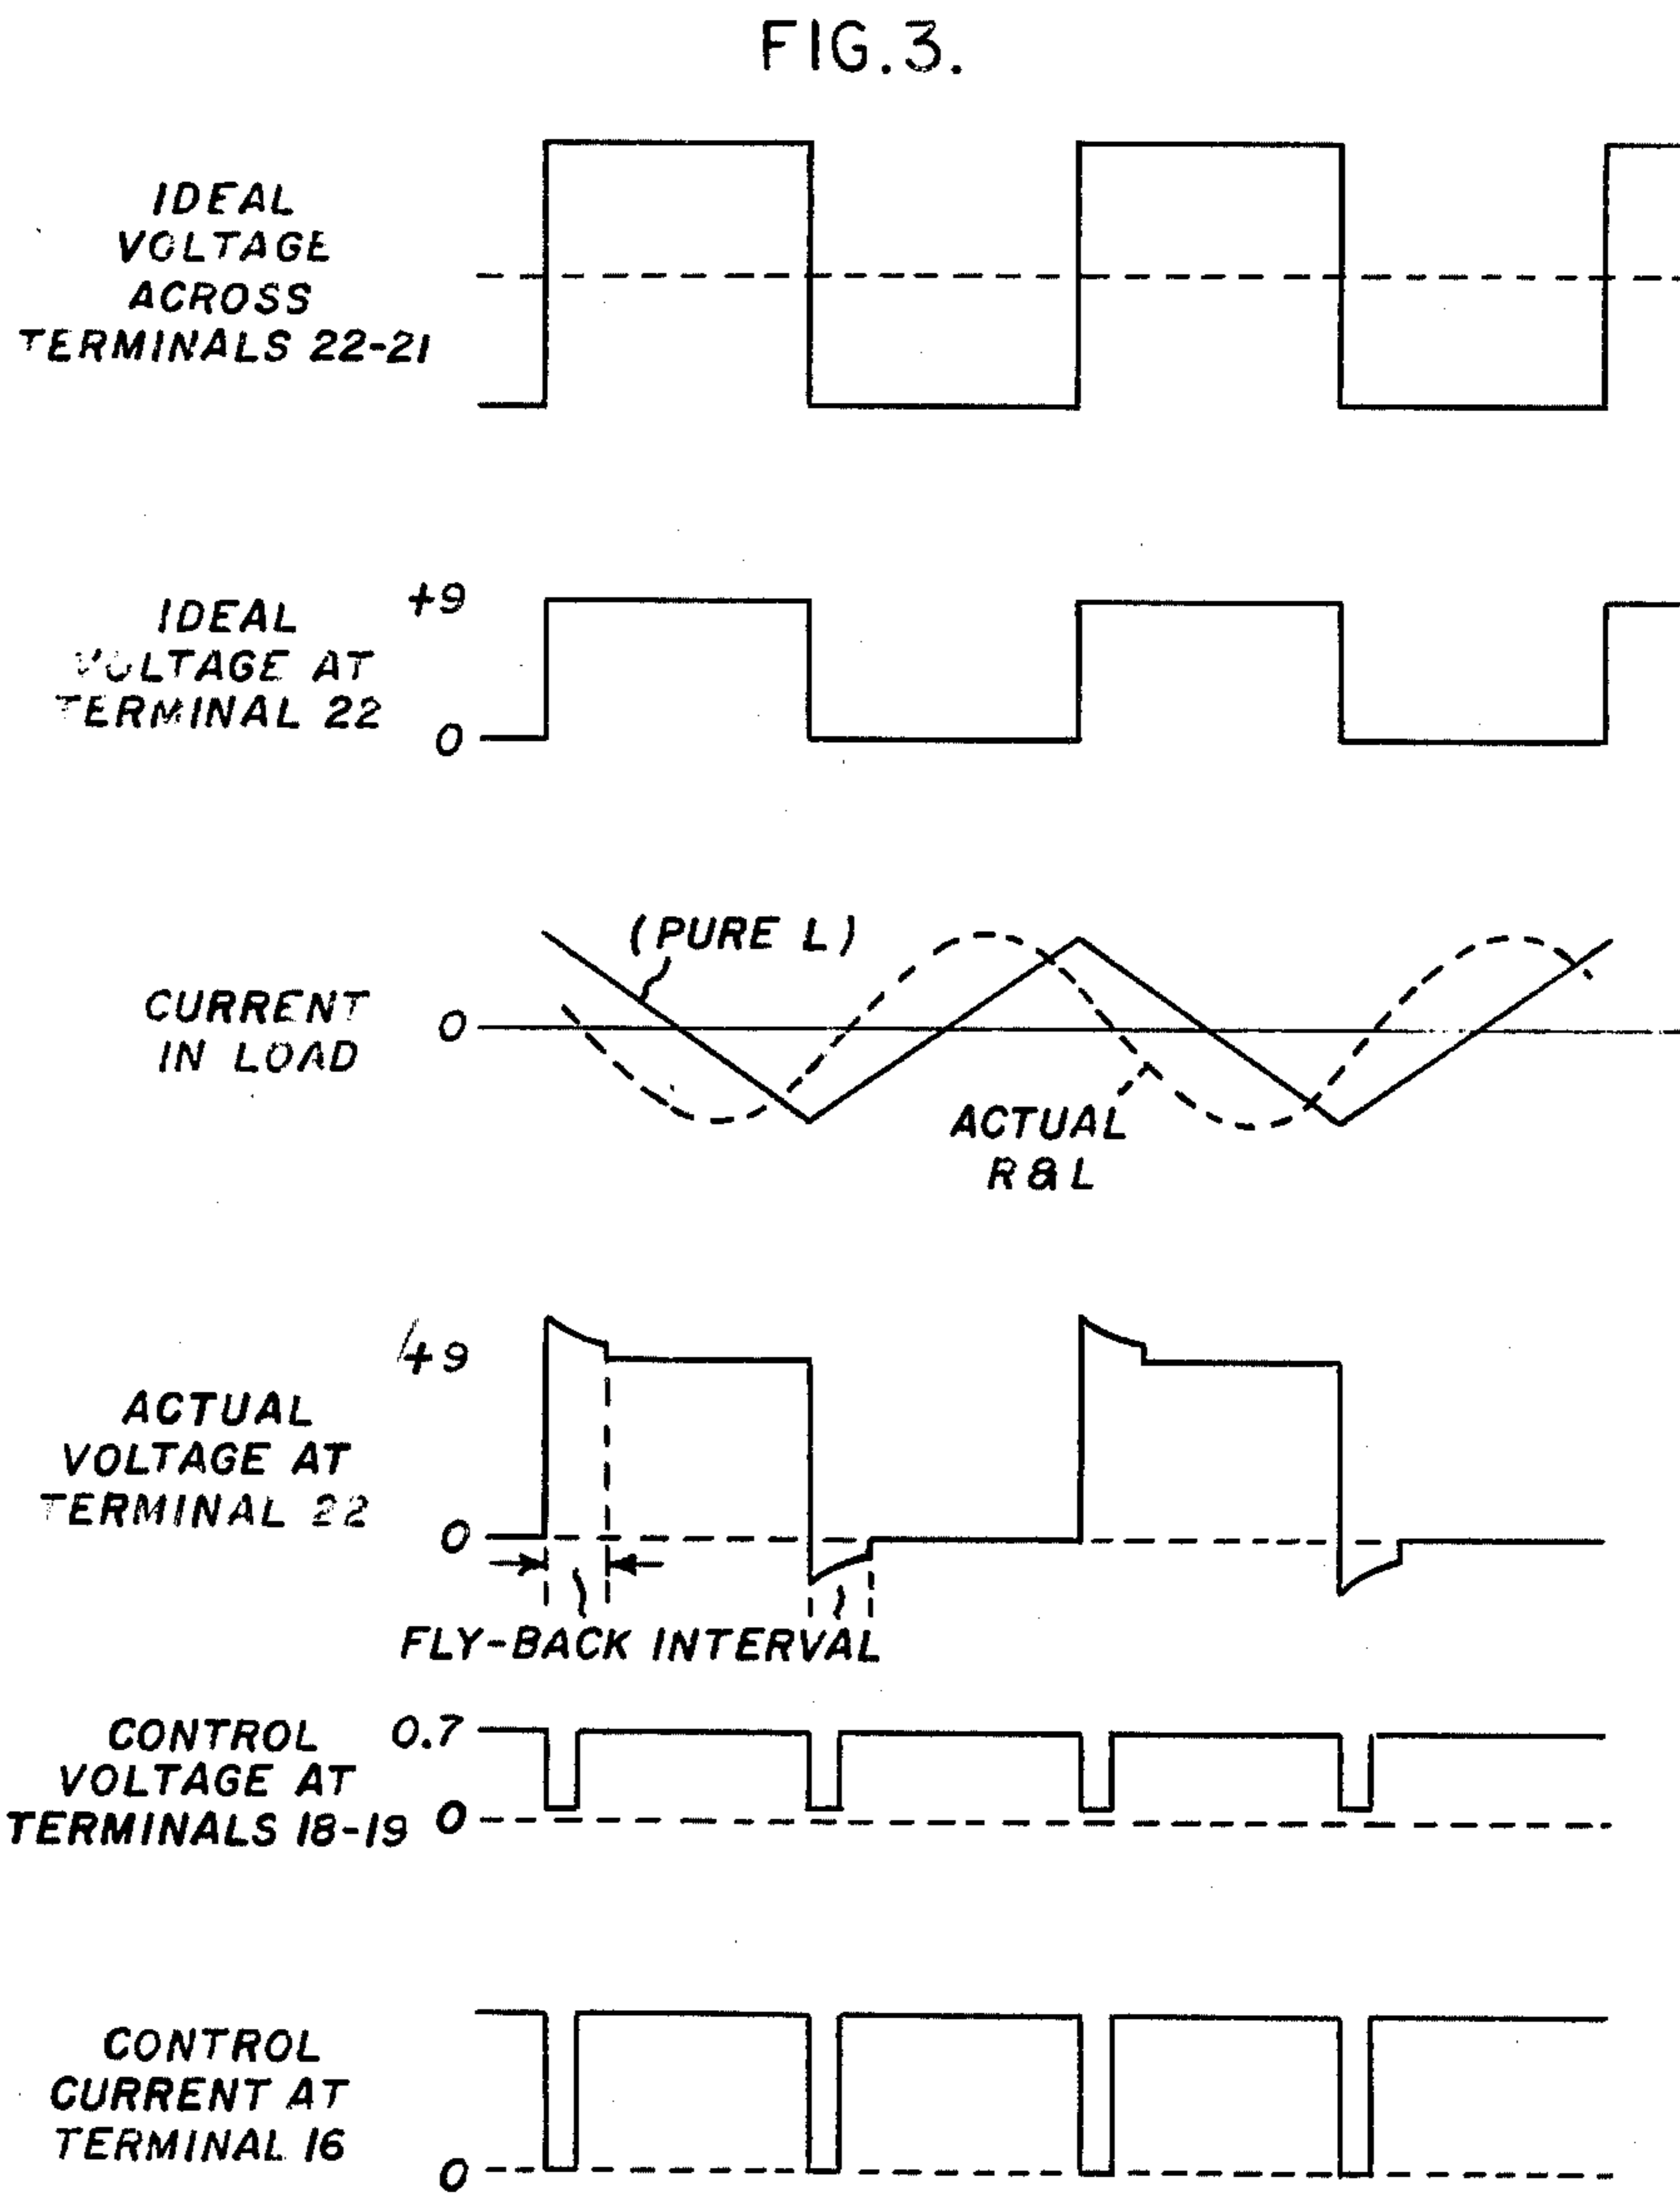 FIG.3.
IDEAL
VOLTAGE
ACROSS
TERMINALS 22-21
IDEAL
VOLTAGE AT
TERMINAL 22
+9
0
CURRENT
IN LOAD
0
(PURE L)
ACTUAL
R&L
ACTUAL
VOLTAGE AT
TERMINAL 22
+9
0
FLY-BACK INTERVAL
CONTROL
VOLTAGE AT
TERMINALS 18-19
0.7
0
CONTROL
CURRENT AT
TERMINAL 16
0